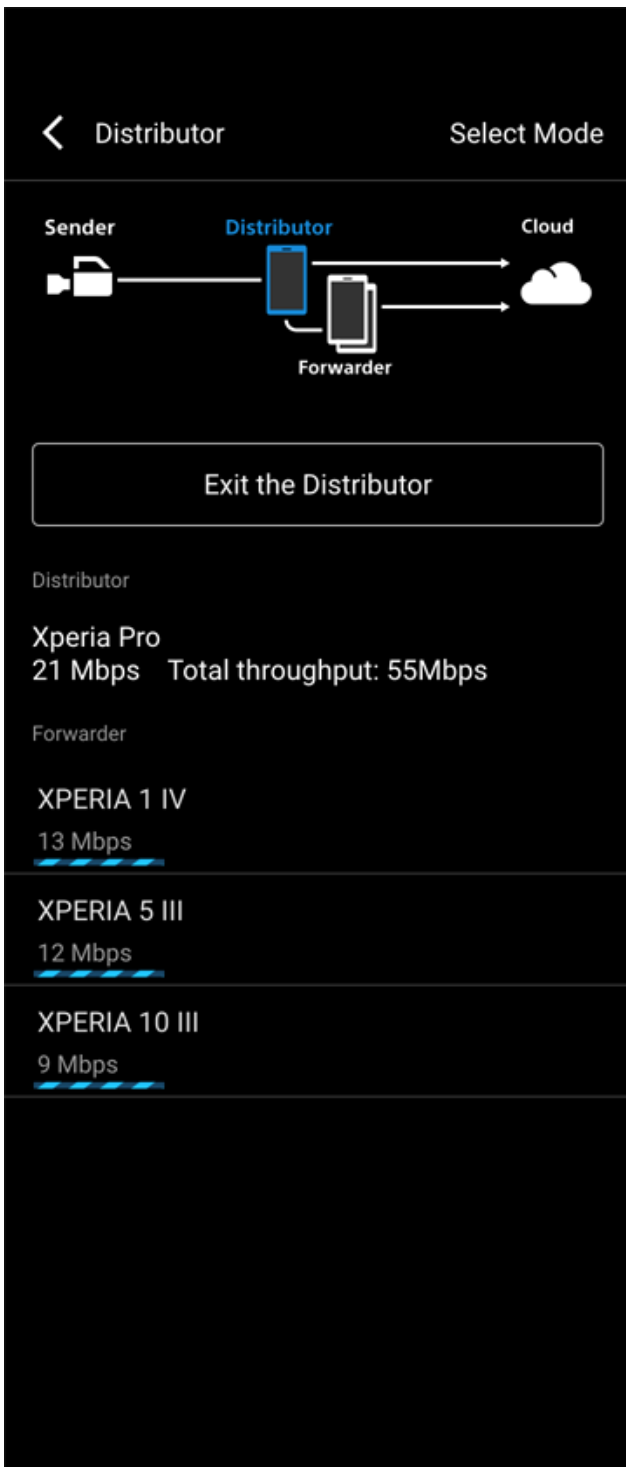 Distributor Select Mode
Sender Distributor Cloud
Forwarder
Exit the Distributor
Distributor
Xperia Pro
21 Mbps Total throughput: 55Mbps
Forwarder
XPERIA 1 IV
13 Mbps
XPERIA 5 III
12 Mbps
XPERIA 10 III
9 Mbps